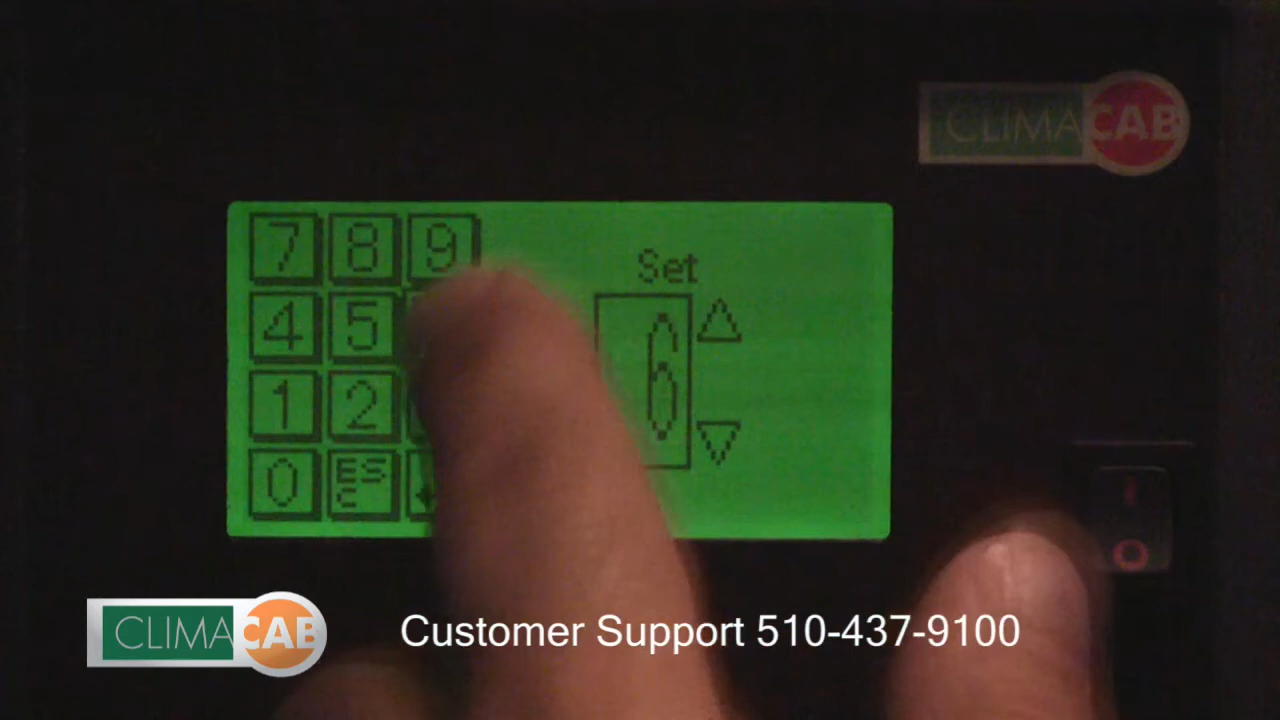 CLIMACAB
7 8 9
Set
4 5
6
1 2
0 ESC
CLIMACAB
Customer Support 510-437-9100